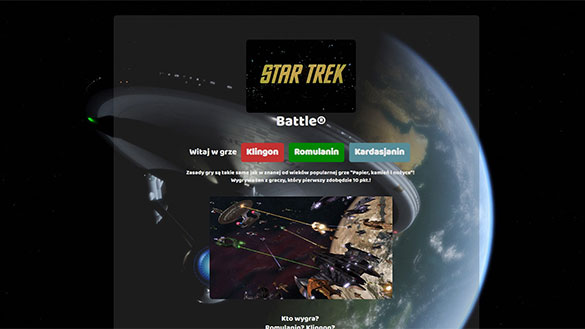 STAR TREK
Battle®
Witaj w grze Klingon Romulanin Kardasjanin
Zasady gry są takie same jak w znanej od wieków popularnej grze "Papier, kamień i nożyce"!
Wygrywa ten z graczy, który pierwszy zdobędzie 10 pkt.!
Kto wygra?
Romulanin? Klingon?